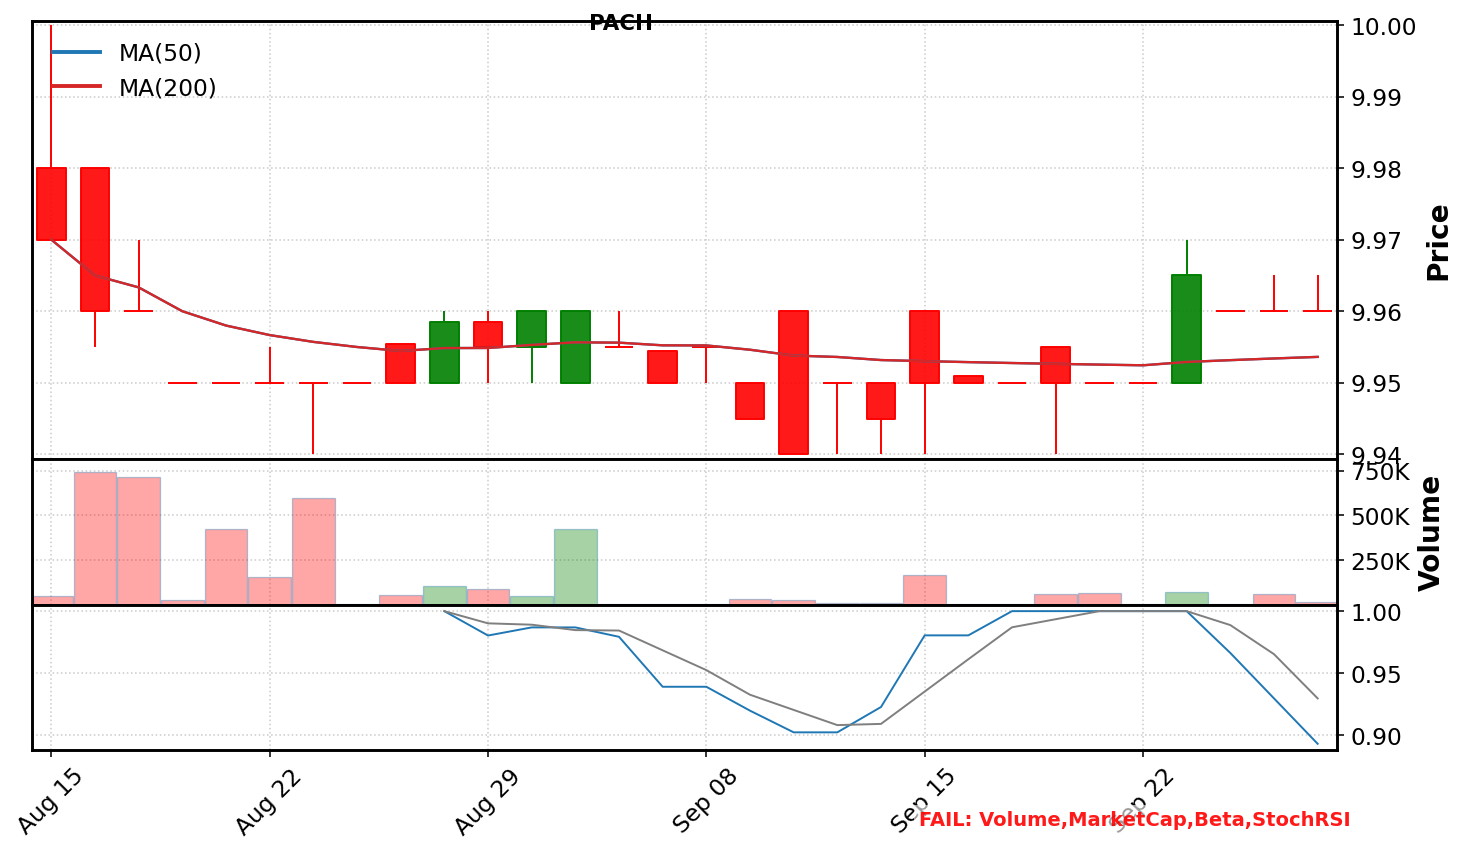 PACH
MA(50)
MA(200)
10.00
9.99
9.98
9.97
9.96
9.95
9.94
Price
750K
500K
250K
Volume
1.00
0.95
0.90
Aug 15
Aug 22
Aug 29
Sep 08
Sep 15
Sep 22
FAIL: Volume,MarketCap,Beta,StochRSI